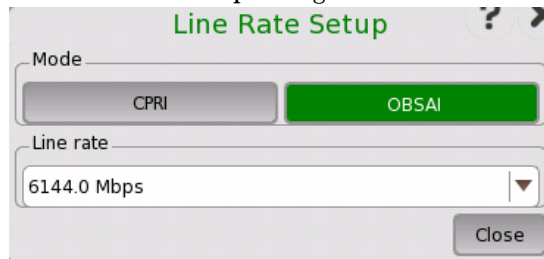 Line Rate Setup
?
Mode
CPRI
OBSAI
Line rate
6144.0 Mbps
Close